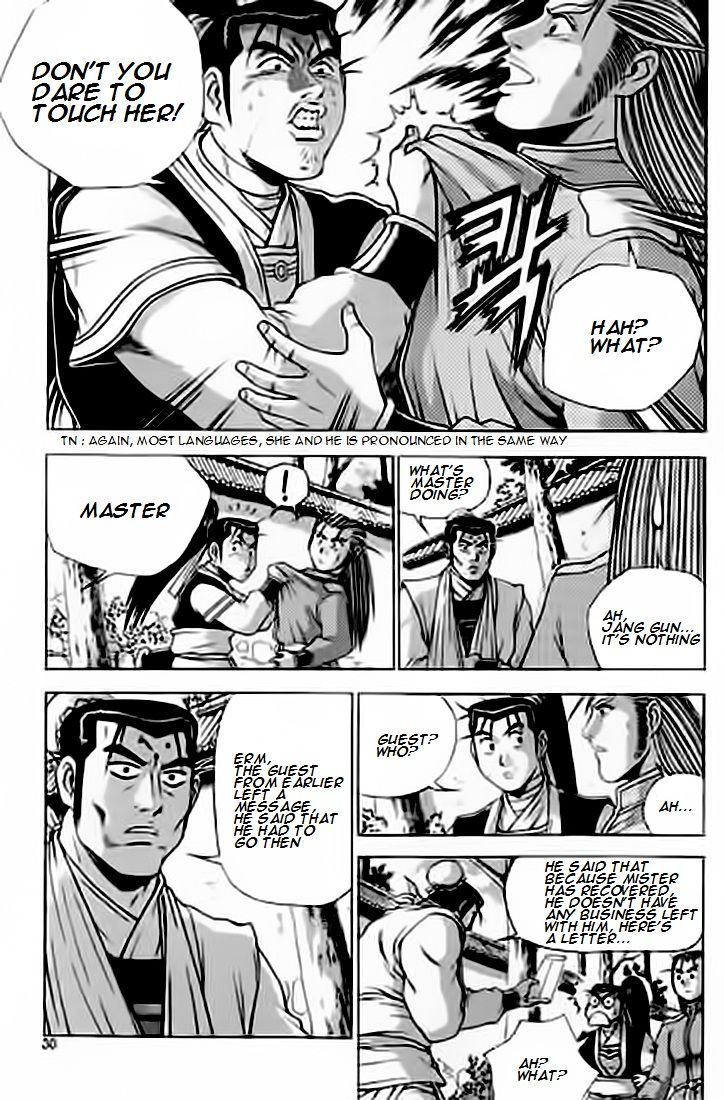 DON'T YOU
DARE TO
TOUCH HER!
콱
HAH?
WHAT?
TN : AGAIN, MOST LANGUAGES, SHE AND HE IS PRONOUNCED IN THE SAME WAY
MASTER
!
WHAT'S
MASTER
DOING?
AH,
JANG GUN...
IT'S NOTHING
ERM,
THE GUEST
FROM EARLIER
LEFT A
MESSAGE,
HE SAID THAT
HE HAD TO
GO THEN
GUEST?
WHO?
AH...
HE SAID THAT
BECAUSE MISTER
HAS RECOVERED,
HE DOESN'T HAVE
ANY BUSINESS LEFT
WITH HIM, HERE'S
A LETTER...
AH?
WHAT?
30